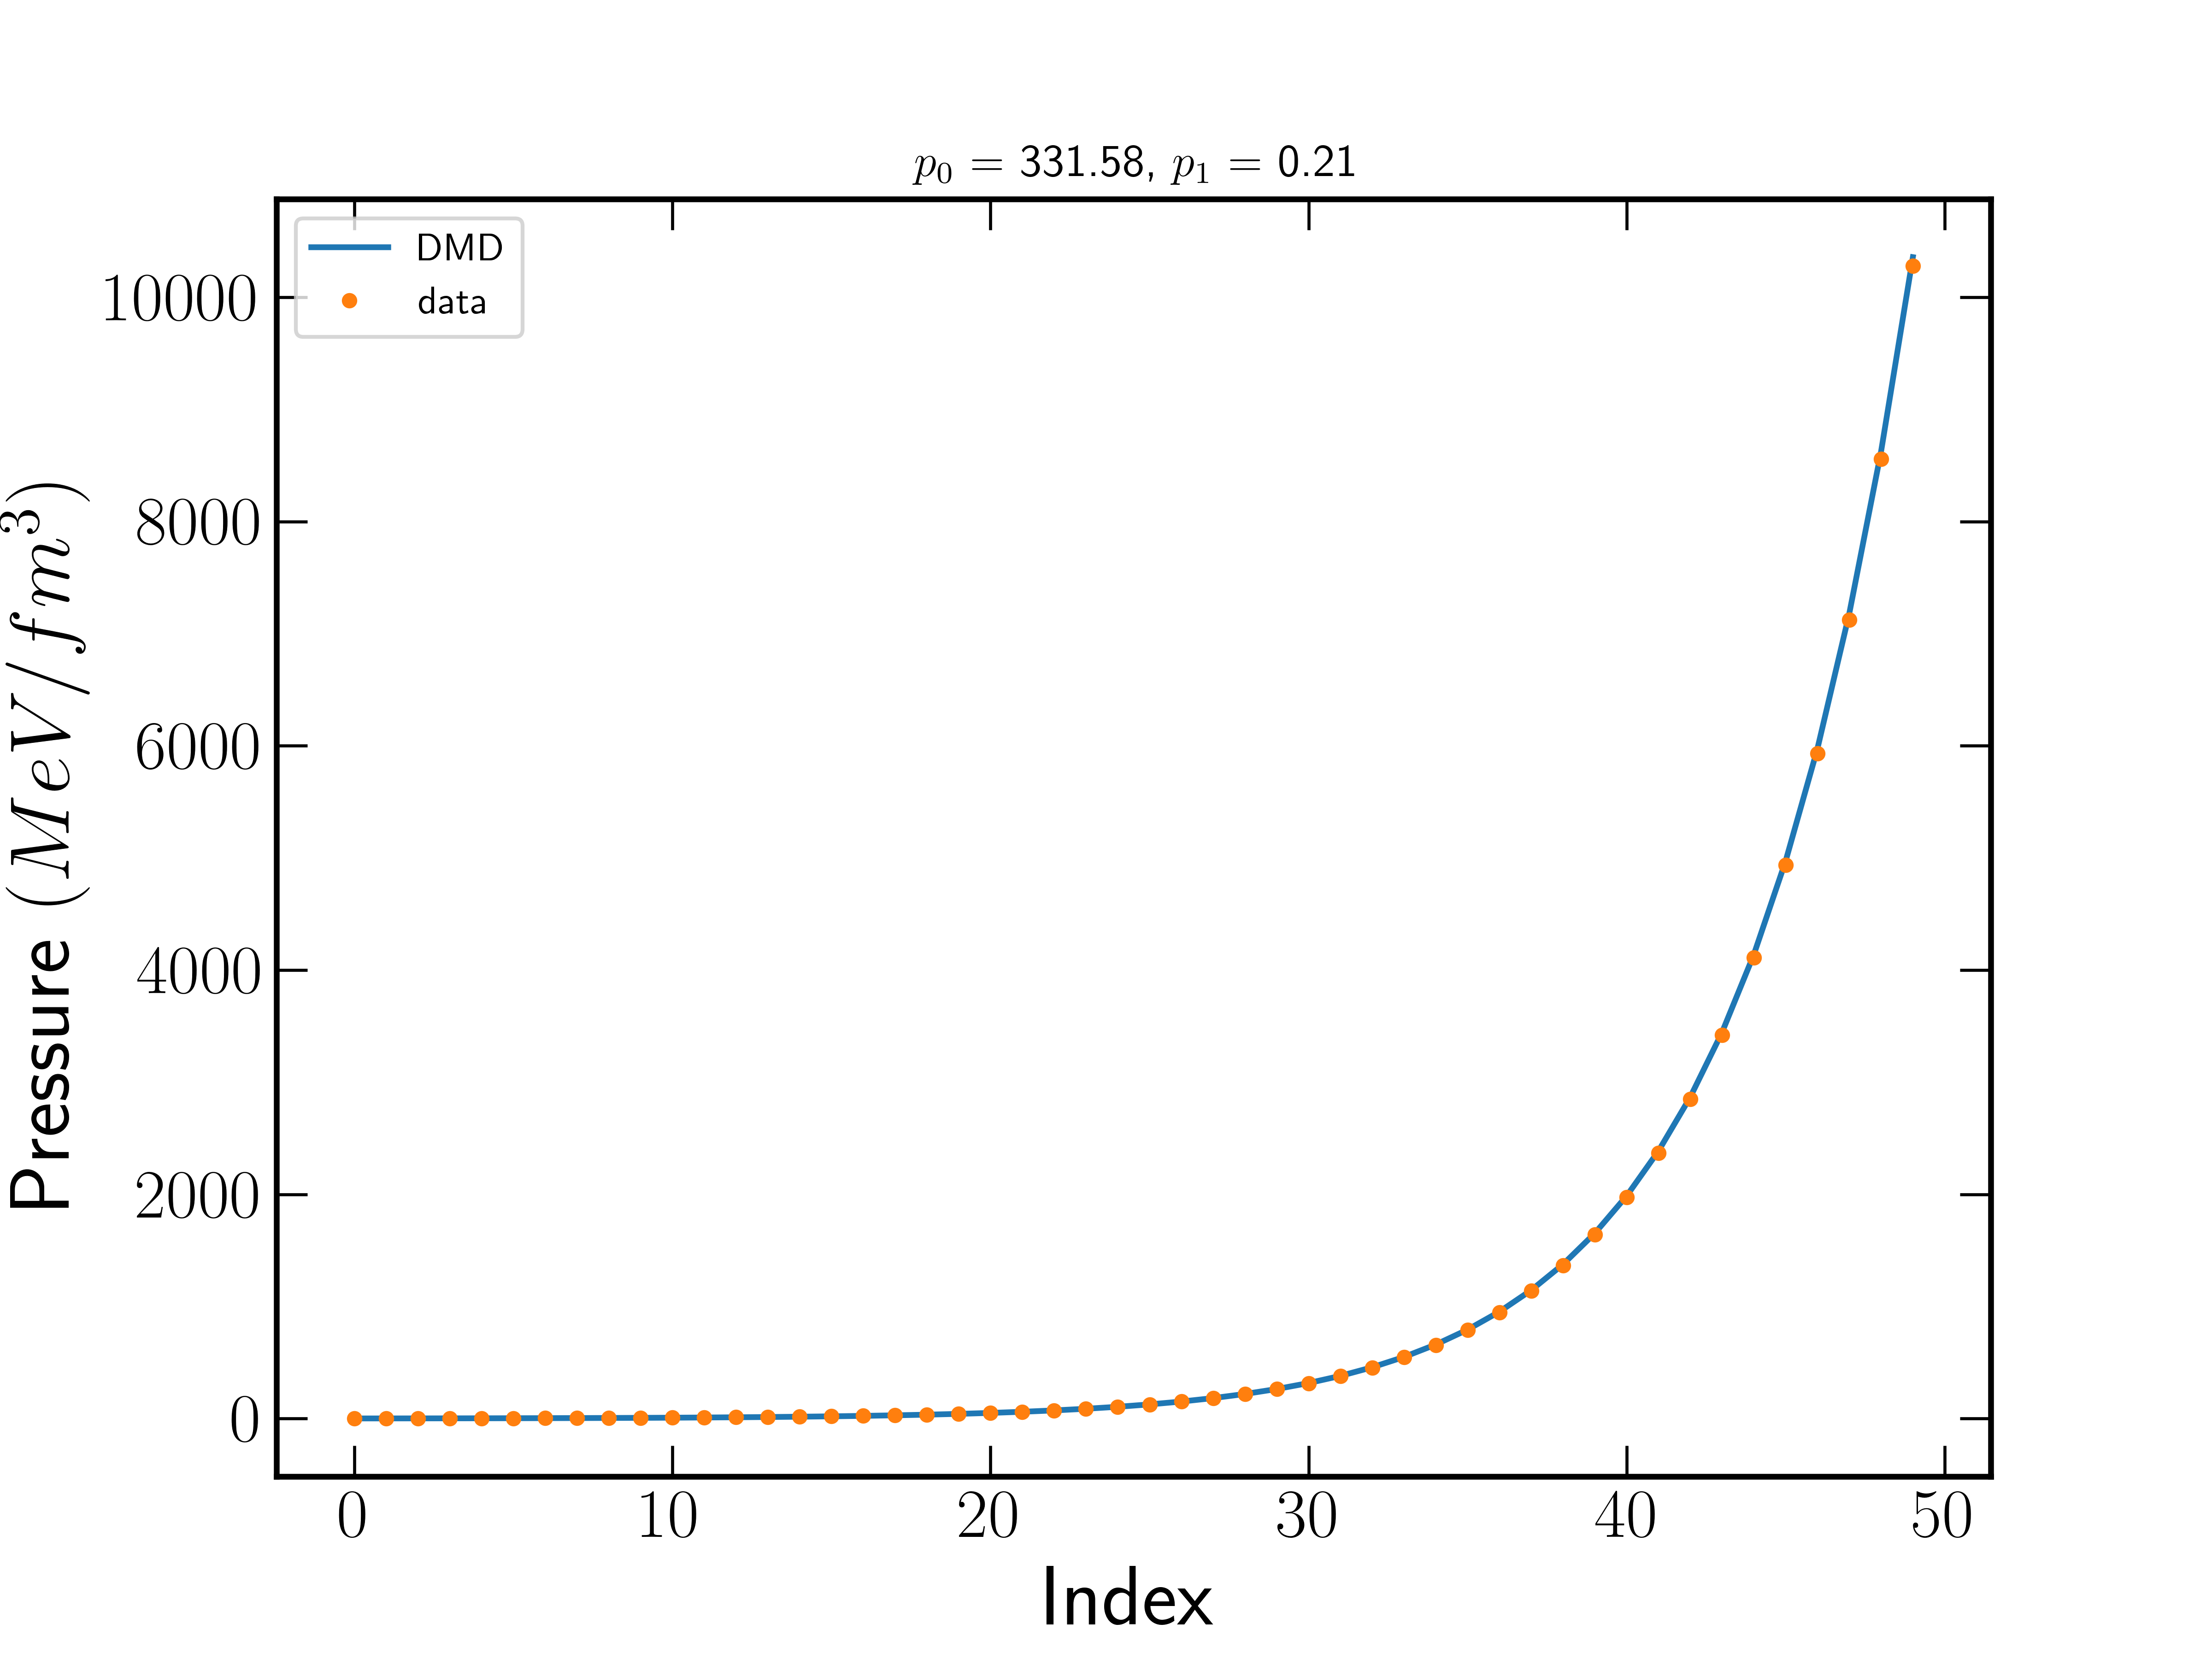 p₀ = 331.58, p₁ = 0.21
DMD
data
10000
8000
6000
4000
2000
0
Pressure (MeV/fm³)
0 10 20 30 40 50
Index